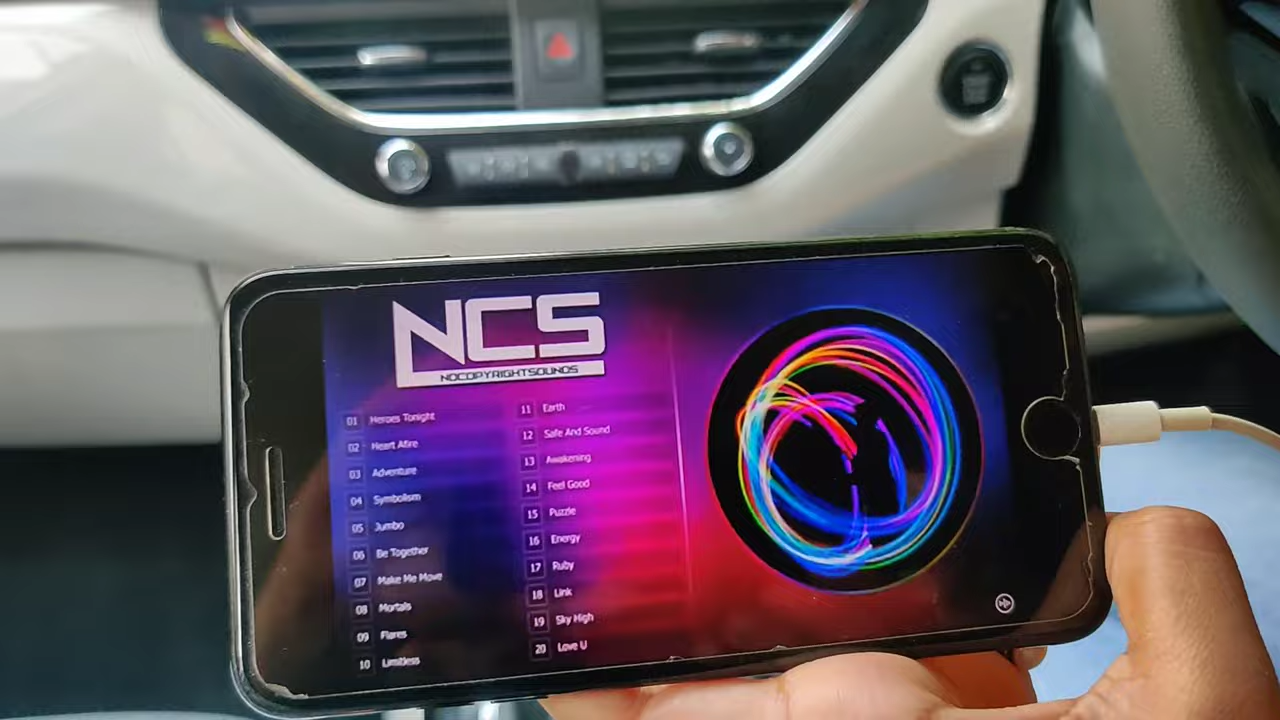 NCS
NOCOPYRIGHTSOUNDS
01 Heroes Tonight
02 Heart Afire
03 Adventure
04 Symbolism
05 Jumbo
06 Be Together
07 Make Me Move
08 Mortals
09 Flares
10 Limitless
11 Earth
12 Safe And Sound
13 Awakening
14 Feel Good
15 Puzzle
16 Energy
17 Ruby
18 Link
19 Sky High
20 Love U